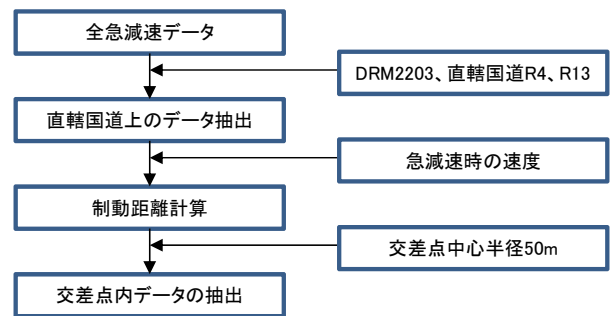 全急減速データ
DRM2203、直轄国道R4、R13
直轄国道上のデータ抽出
急減速時の速度
制動距離計算
交差点中心半径50m
交差点内データの抽出